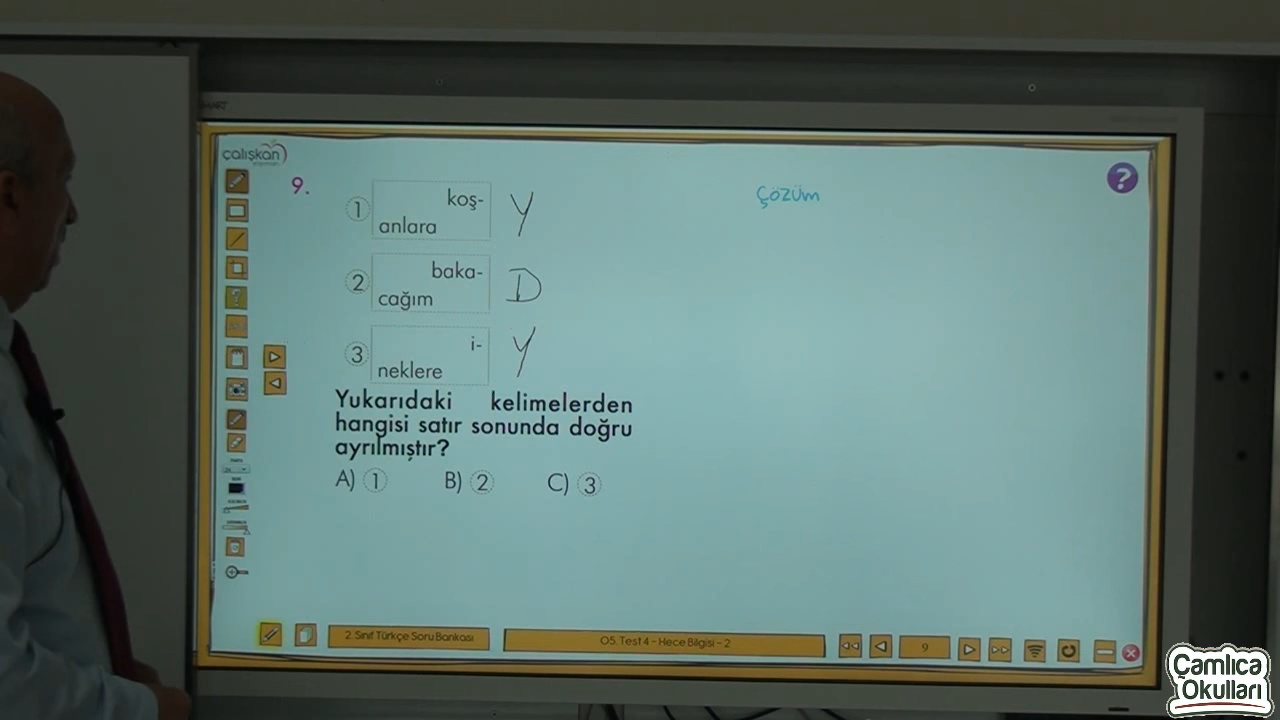 SMART
çalışkan
9.
Çözüm
?
1
koş-
anlara
Y
2
baka-
cağım
D
3
i-
neklere
Y
Yukarıdaki kelimelerden
hangisi satır sonunda doğru
ayrılmıştır?
A) 1 B) 2 C) 3
2. Sınıf Türkçe Soru Bankası
05. Test 4 - Hece Bilgisi - 2
9
Çamlıca
Okulları